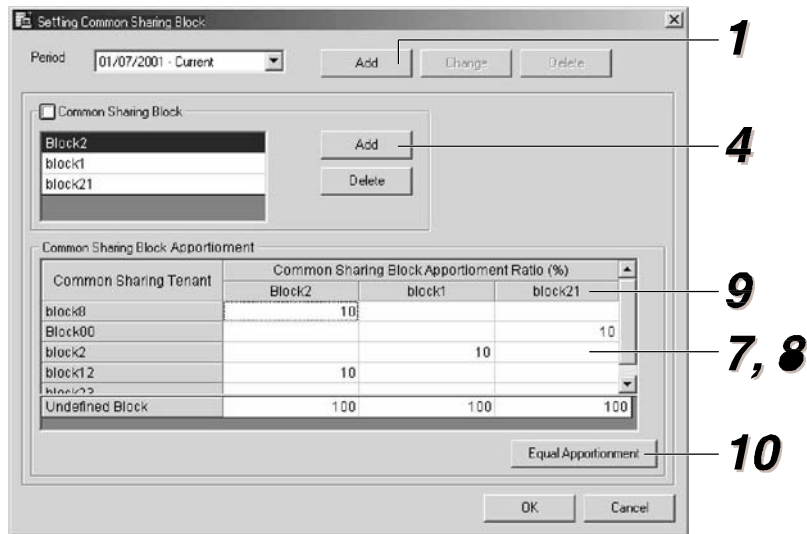 Setting Common Sharing Block
Period 01/07/2001 - Current Add Change Delete 1
Common Sharing Block
Block2 Add 4
block1
block21 Delete
Common Sharing Block Apportioment
Common Sharing Tenant Common Sharing Block Apportioment Ratio (%)
Block2 block1 block21 9
block8 10
Block00 10
block2 10 7, 8
block12 10
Undefined Block 100 100 100
Equal Apportionment 10
OK Cancel